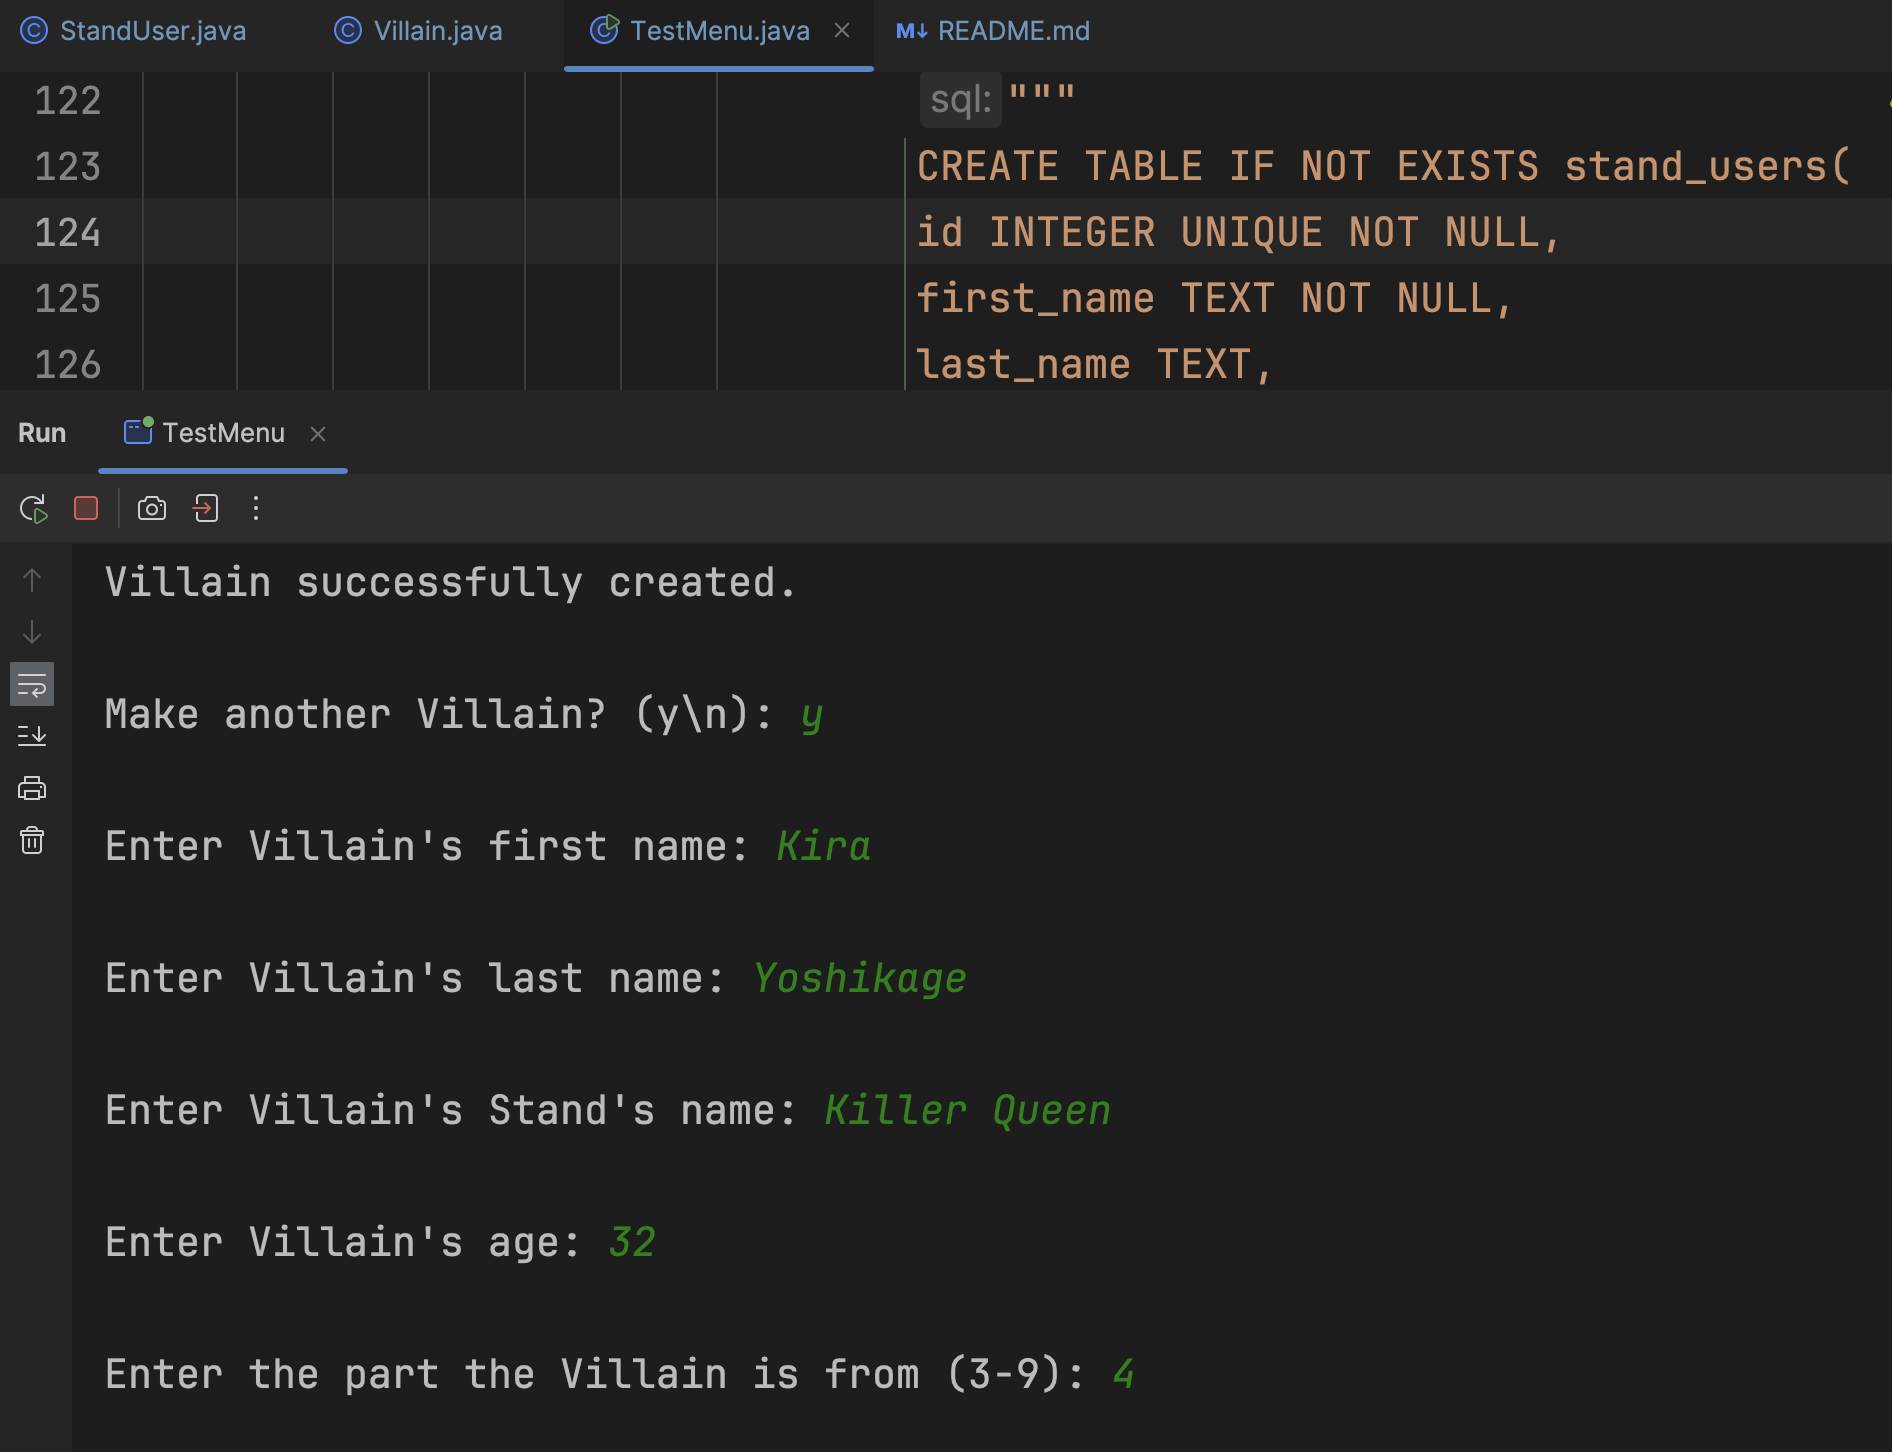 StandUser.java Villain.java TestMenu.java README.md
122 sql: """
123 CREATE TABLE IF NOT EXISTS stand_users(
124 id INTEGER UNIQUE NOT NULL,
125 first_name TEXT NOT NULL,
126 last_name TEXT,
Run TestMenu
Villain successfully created.
Make another Villain? (y\n): y
Enter Villain's first name: Kira
Enter Villain's last name: Yoshikage
Enter Villain's Stand's name: Killer Queen
Enter Villain's age: 32
Enter the part the Villain is from (3-9): 4